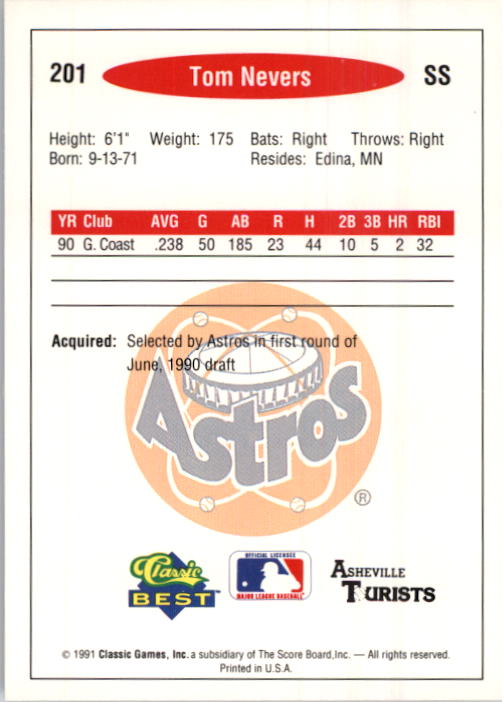 201 Tom Nevers SS
Height: 6'1" Weight: 175 Bats: Right Throws: Right
Born: 9-13-71 Resides: Edina, MN
YR Club AVG G AB R H 2B 3B HR RBI
90 G. Coast .238 50 185 23 44 10 5 2 32
Acquired: Selected by Astros in first round of
June, 1990 draft
Astros
®
Classic
BEST™
OFFICIAL LICENSEE
MAJOR LEAGUE BASEBALL
ASHEVILLE
TOURISTS
© 1991 Classic Games, Inc. a subsidiary of The Score Board, Inc. — All rights reserved.
Printed in U.S.A.